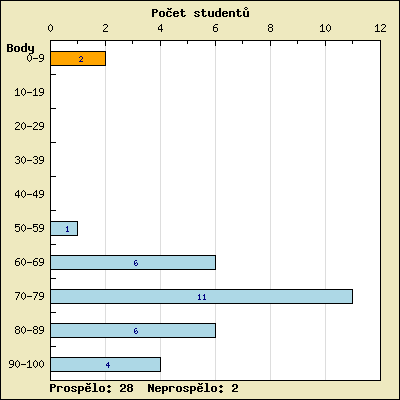 Počet studentů
0 2 4 6 8 10 12
Body
0-9 2
10-19
20-29
30-39
40-49
50-59 1
60-69 6
70-79 11
80-89 6
90-100 4
Prospělo: 28 Neprospělo: 2